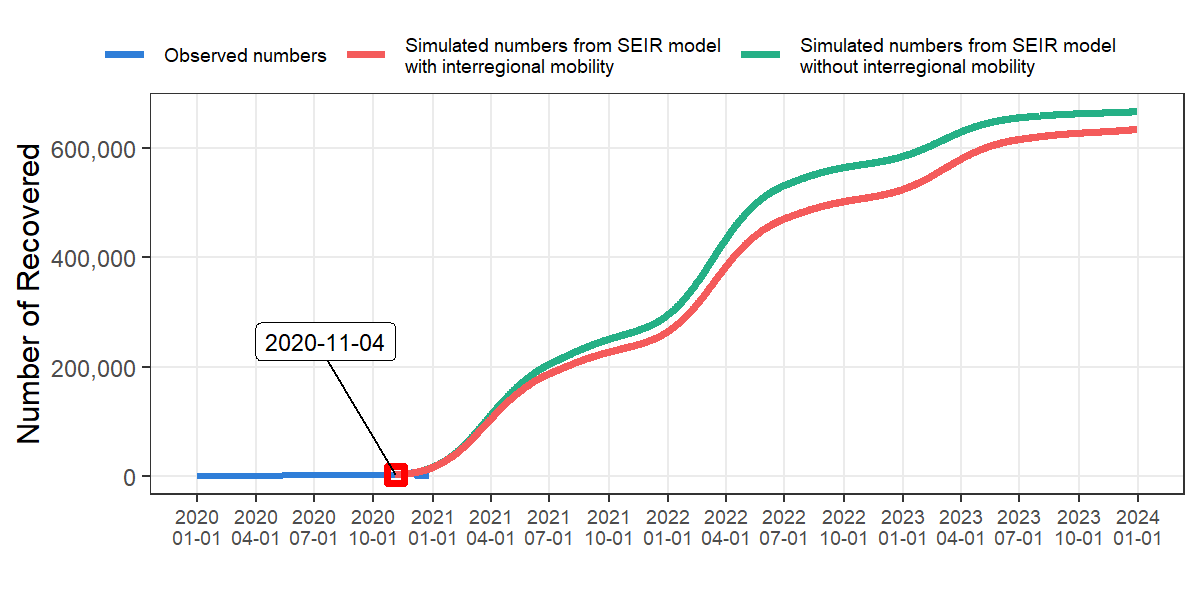 Observed numbers
Simulated numbers from SEIR model
with interregional mobility
Simulated numbers from SEIR model
without interregional mobility
Number of Recovered
600,000
400,000
200,000
0
2020-11-04
2020 2020 2020 2020 2021 2021 2021 2021 2022 2022 2022 2022 2023 2023 2023 2023 2024
01-01 04-01 07-01 10-01 01-01 04-01 07-01 10-01 01-01 04-01 07-01 10-01 01-01 04-01 07-01 10-01 01-01